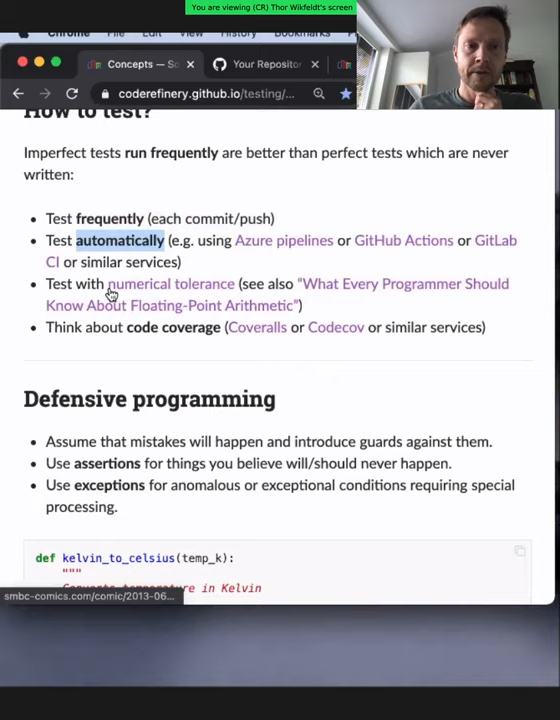 You are viewing (CR) Thor Wikfeldt's screen
Chrome File Edit View History Bookmarks
Concepts — So
Your Repositor
coderefinery.github.io/testing/...
How to test?
Imperfect tests run frequently are better than perfect tests which are never
written:
Test frequently (each commit/push)
Test automatically (e.g. using Azure pipelines or GitHub Actions or GitLab
CI or similar services)
Test with numerical tolerance (see also “What Every Programmer Should
Know About Floating-Point Arithmetic”)
Think about code coverage (Coveralls or Codecov or similar services)
Defensive programming
Assume that mistakes will happen and introduce guards against them.
Use assertions for things you believe will/should never happen.
Use exceptions for anomalous or exceptional conditions requiring special
processing.
def kelvin_to_celsius(temp_k):
"""
Converts temperature in Kelvin
smbc-comics.com/comic/2013-06...